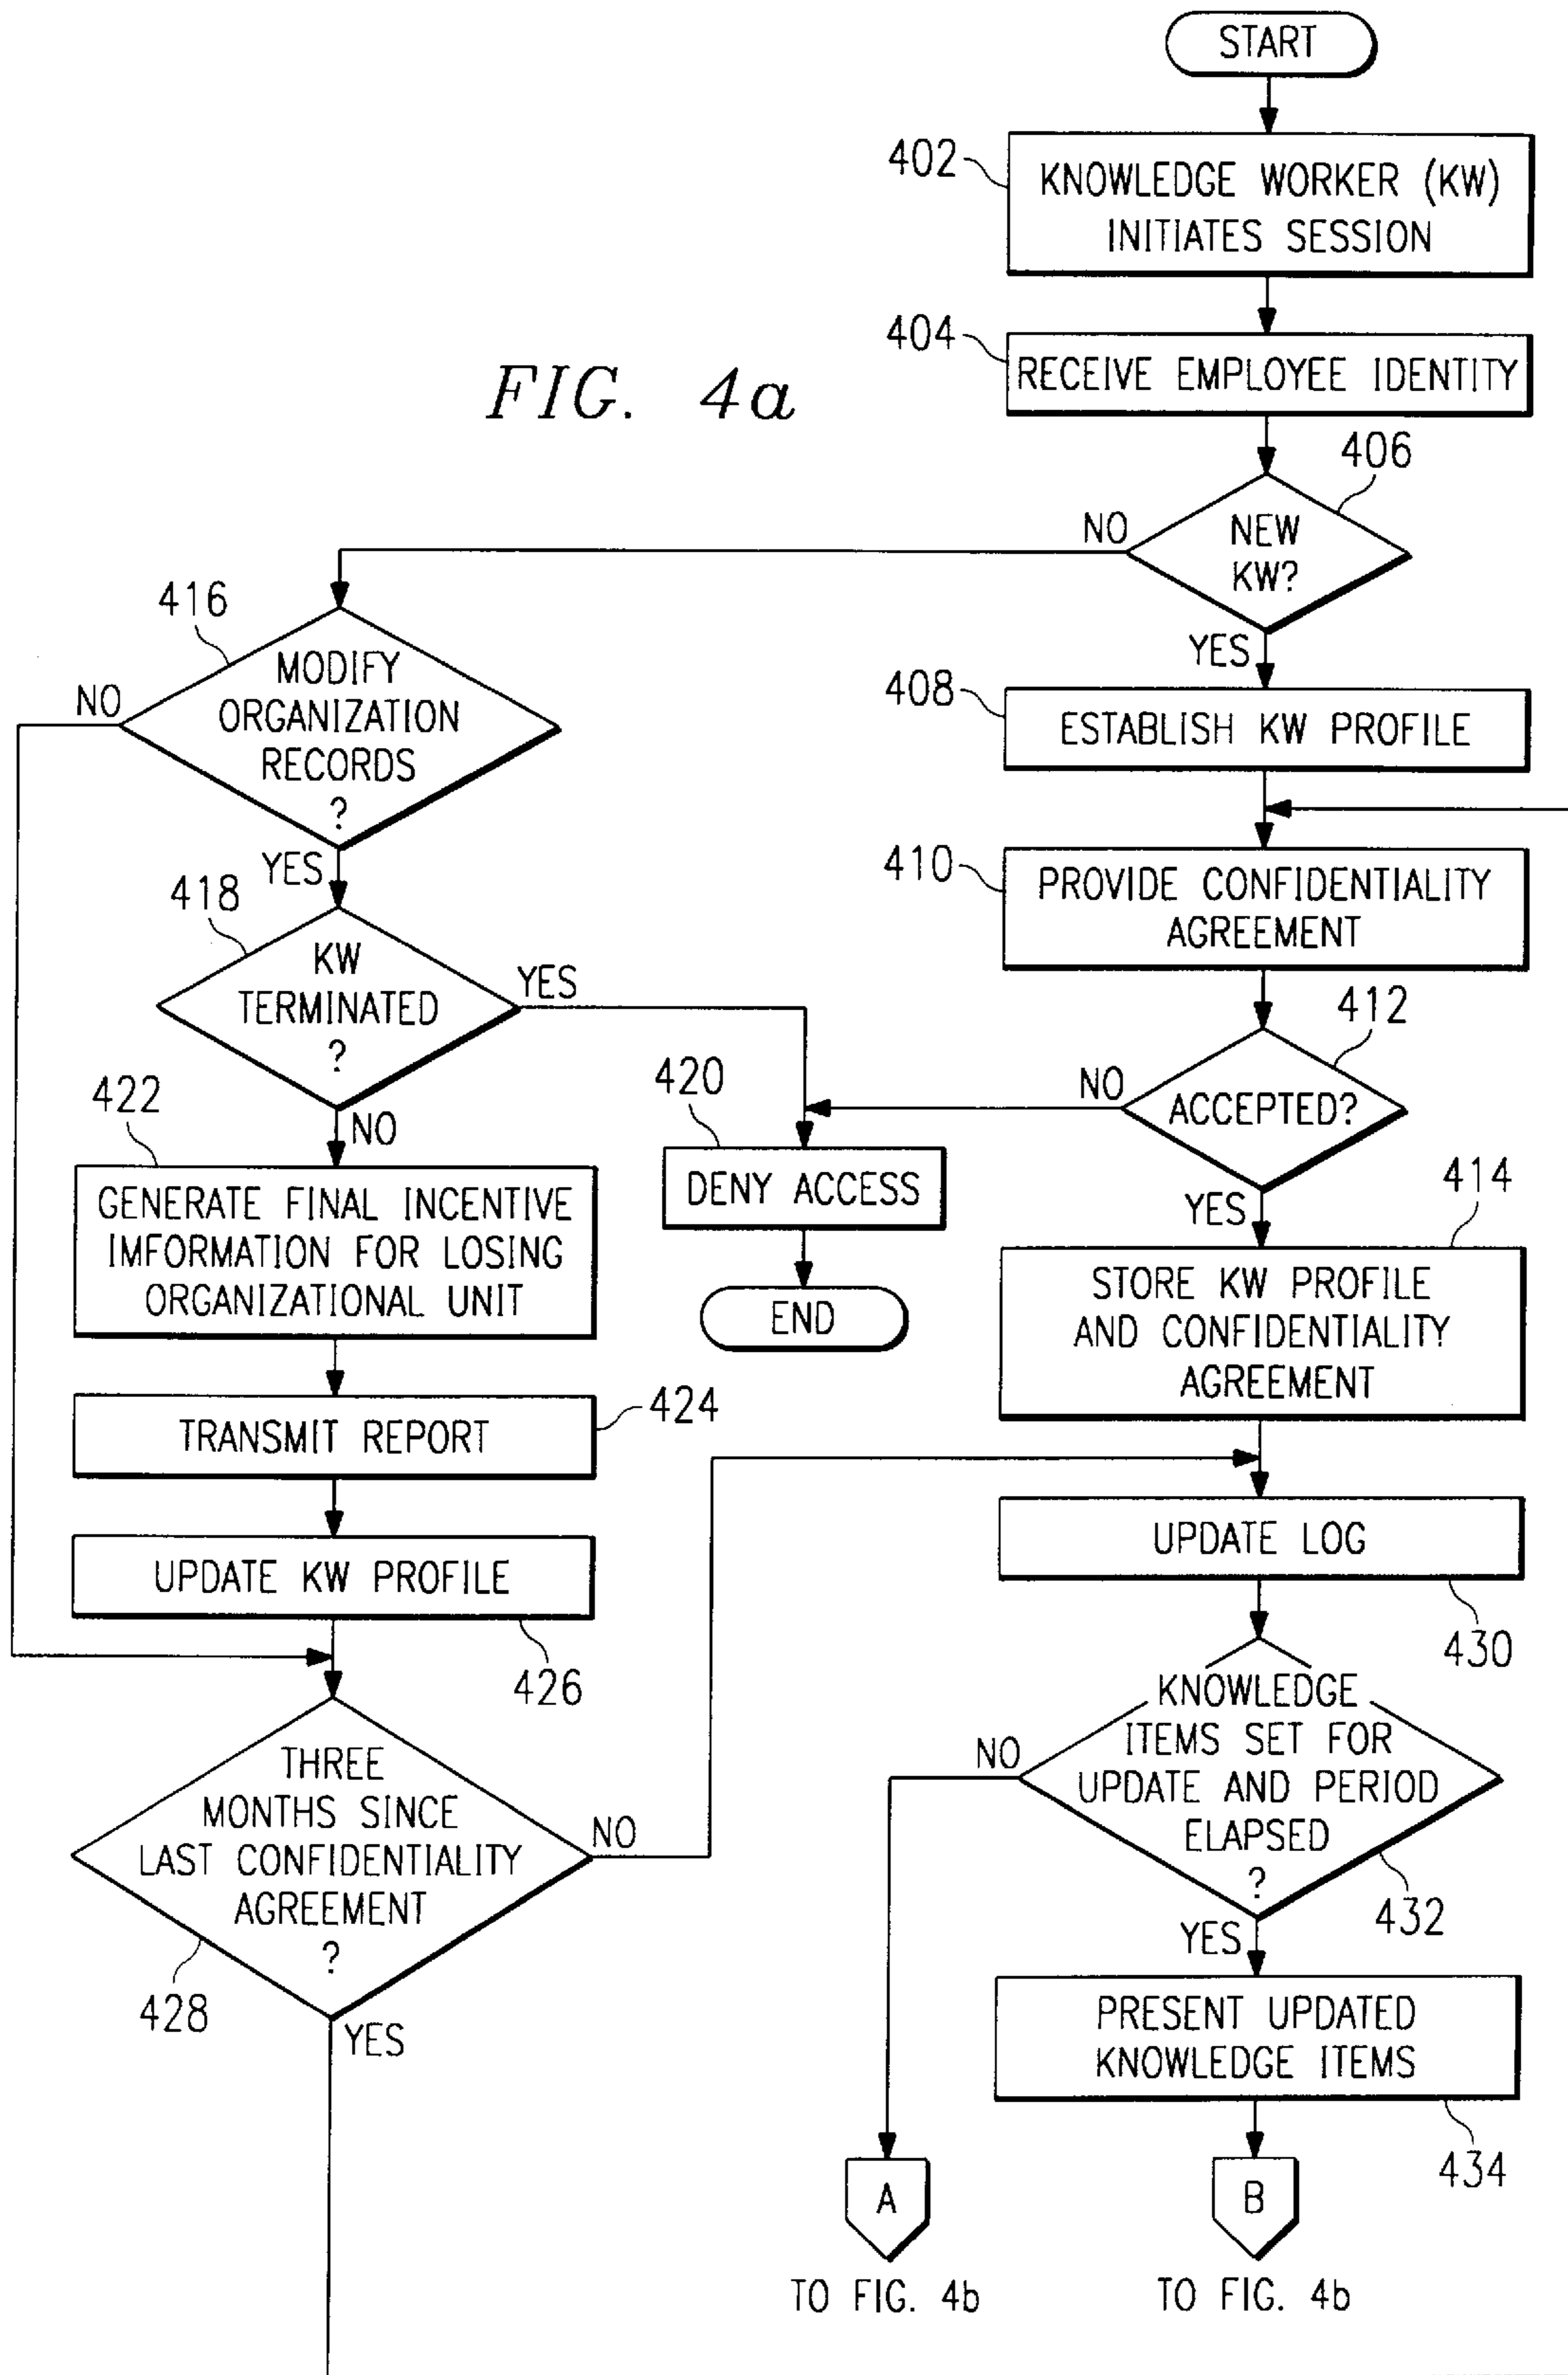 START
402
KNOWLEDGE WORKER (KW)
INITIATES SESSION
404
RECEIVE EMPLOYEE IDENTITY
FIG. 4a
406
NEW
KW?
NO
YES
408
ESTABLISH KW PROFILE
410
PROVIDE CONFIDENTIALITY
AGREEMENT
412
ACCEPTED?
NO
YES
414
STORE KW PROFILE
AND CONFIDENTIALITY
AGREEMENT
416
MODIFY
ORGANIZATION
RECORDS
?
NO
YES
418
KW
TERMINATED
?
YES
NO
420
DENY ACCESS
END
422
GENERATE FINAL INCENTIVE
IMFORMATION FOR LOSING
ORGANIZATIONAL UNIT
424
TRANSMIT REPORT
UPDATE KW PROFILE
426
THREE
MONTHS SINCE
LAST CONFIDENTIALITY
AGREEMENT
?
NO
428
YES
UPDATE LOG
430
KNOWLEDGE
ITEMS SET FOR
UPDATE AND PERIOD
ELAPSED
?
NO
432
YES
PRESENT UPDATED
KNOWLEDGE ITEMS
434
A
B
TO FIG. 4b
TO FIG. 4b